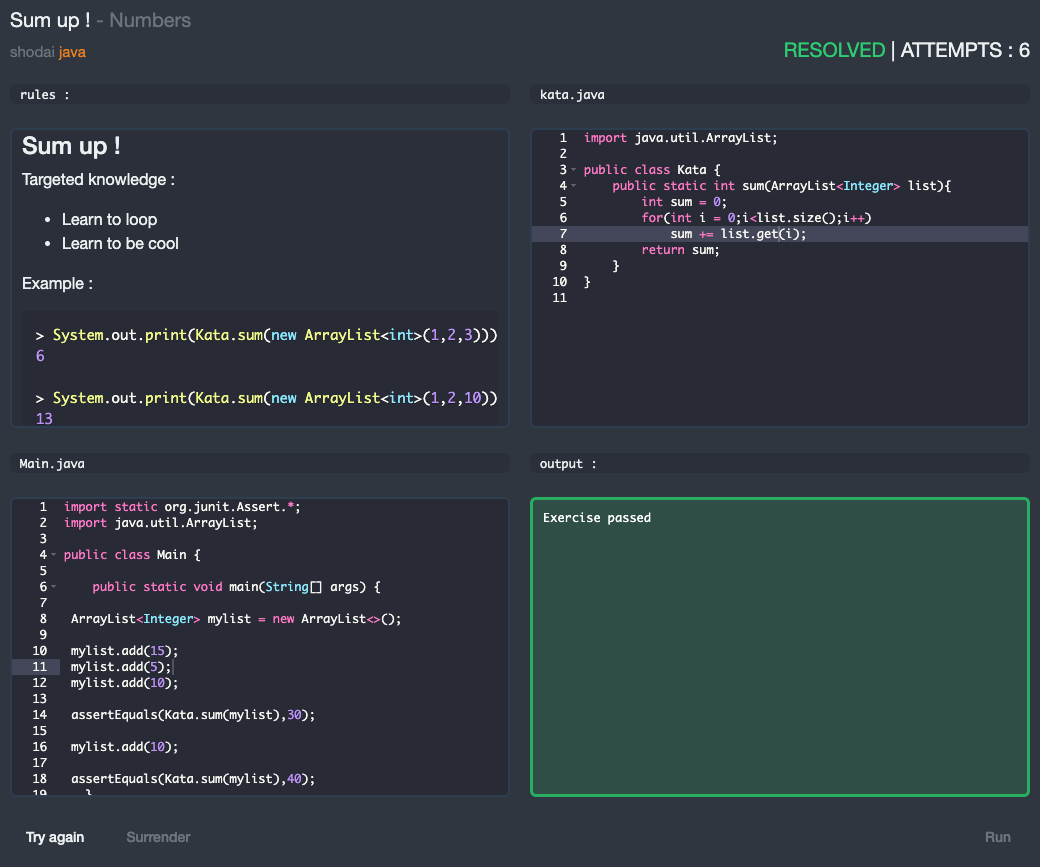 Sum up ! - Numbers
shodai java
RESOLVED | ATTEMPTS : 6
rules :
Sum up !
Targeted knowledge :
• Learn to loop
• Learn to be cool
Example :
> System.out.print(Kata.sum(new ArrayList<int>(1,2,3)))
6
> System.out.print(Kata.sum(new ArrayList<int>(1,2,10))
13
kata.java
1 import java.util.ArrayList;
2
3 public class Kata {
4 public static int sum(ArrayList<Integer> list){
5 int sum = 0;
6 for(int i = 0;i<list.size();i++)
7 sum += list.get(i);
8 return sum;
9 }
10 }
11
Main.java
1 import static org.junit.Assert.*;
2 import java.util.ArrayList;
3
4 public class Main {
5
6 public static void main(String[] args) {
7
8 ArrayList<Integer> mylist = new ArrayList<>();
9
10 mylist.add(15);
11 mylist.add(5);
12 mylist.add(10);
13
14 assertEquals(Kata.sum(mylist),30);
15
16 mylist.add(10);
17
18 assertEquals(Kata.sum(mylist),40);
19 }
output :
Exercise passed
Try again
Surrender
Run